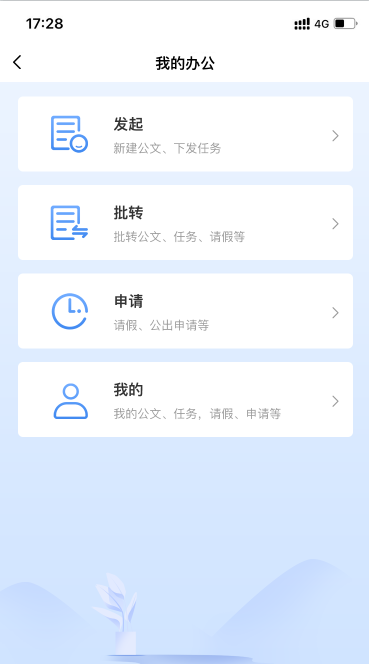 17:28
4G
我的办公
发起
新建公文、下发任务
批转
批转公文、任务、请假等
申请
请假、公出申请等
我的
我的公文、任务，请假、申请等